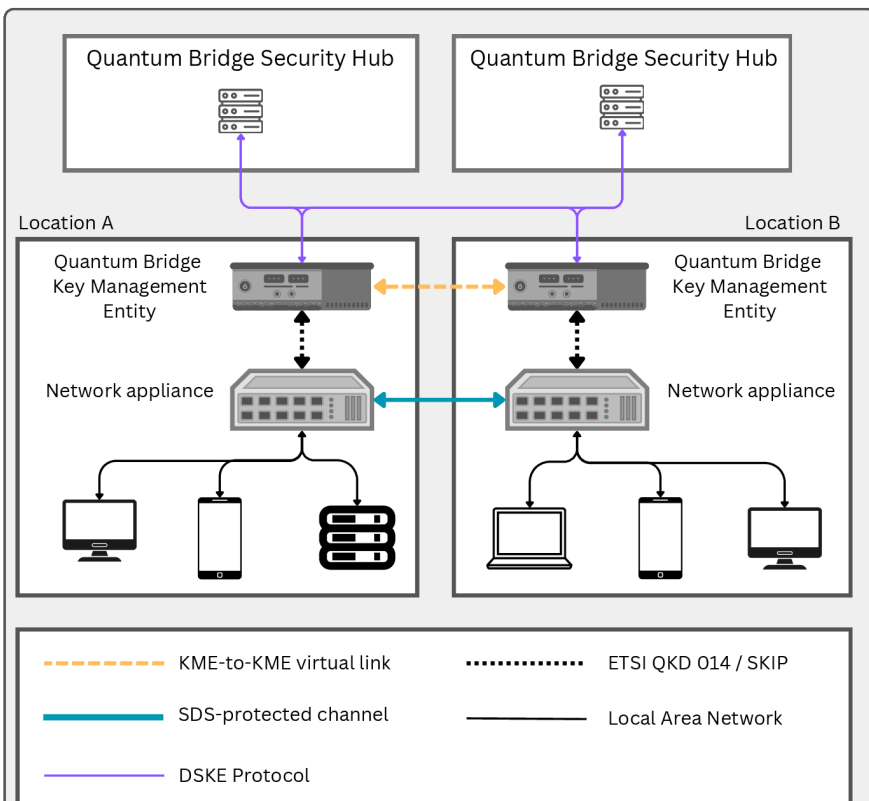 Quantum Bridge Security Hub
Quantum Bridge Security Hub
Location A
Location B
Quantum Bridge
Key Management
Entity
Quantum Bridge
Key Management
Entity
Network appliance
Network appliance
KME-to-KME virtual link
ETSI QKD 014 / SKIP
SDS-protected channel
Local Area Network
DSKE Protocol